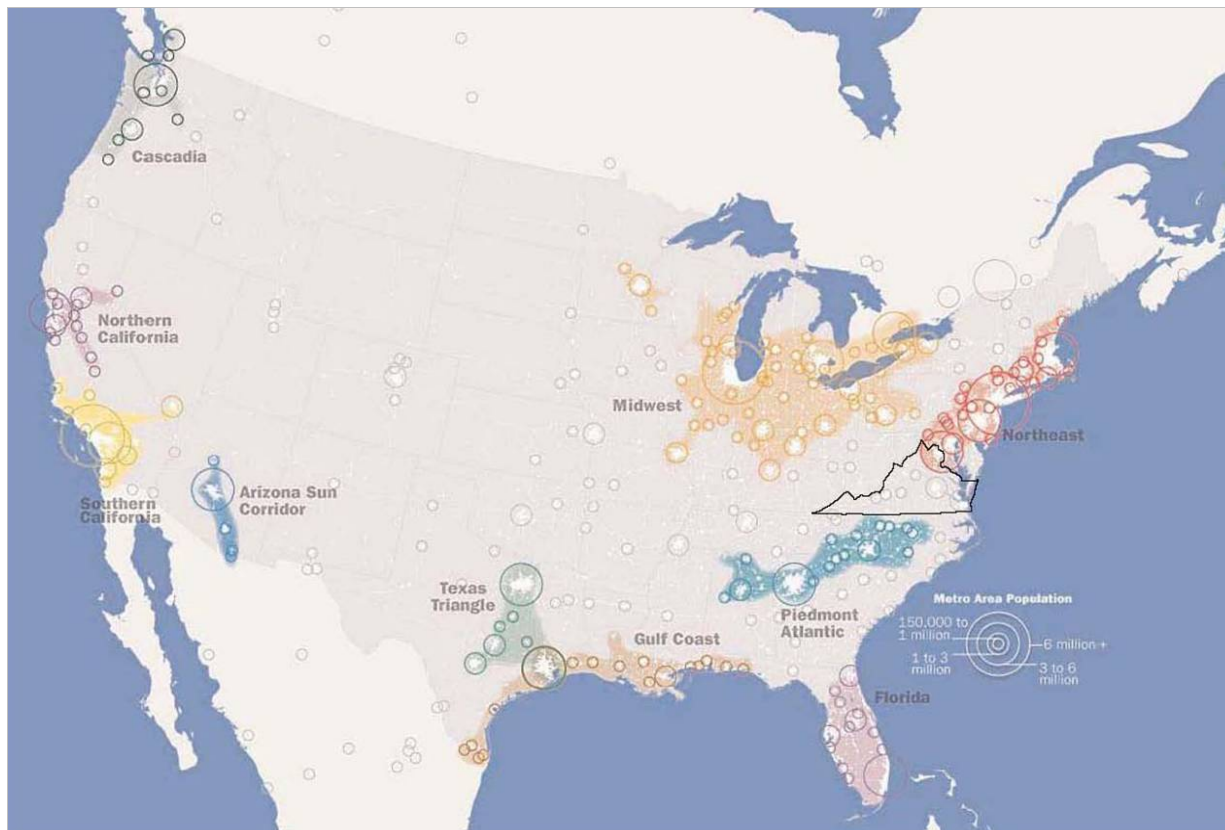 Cascadia
Northern
California
Midwest
Northeast
Southern
California
Arizona Sun
Corridor
Texas
Triangle
Gulf Coast
Piedmont
Atlantic
Florida
Metro Area Population
150,000 to
1 million
6 million +
1 to 3
million
3 to 6
million